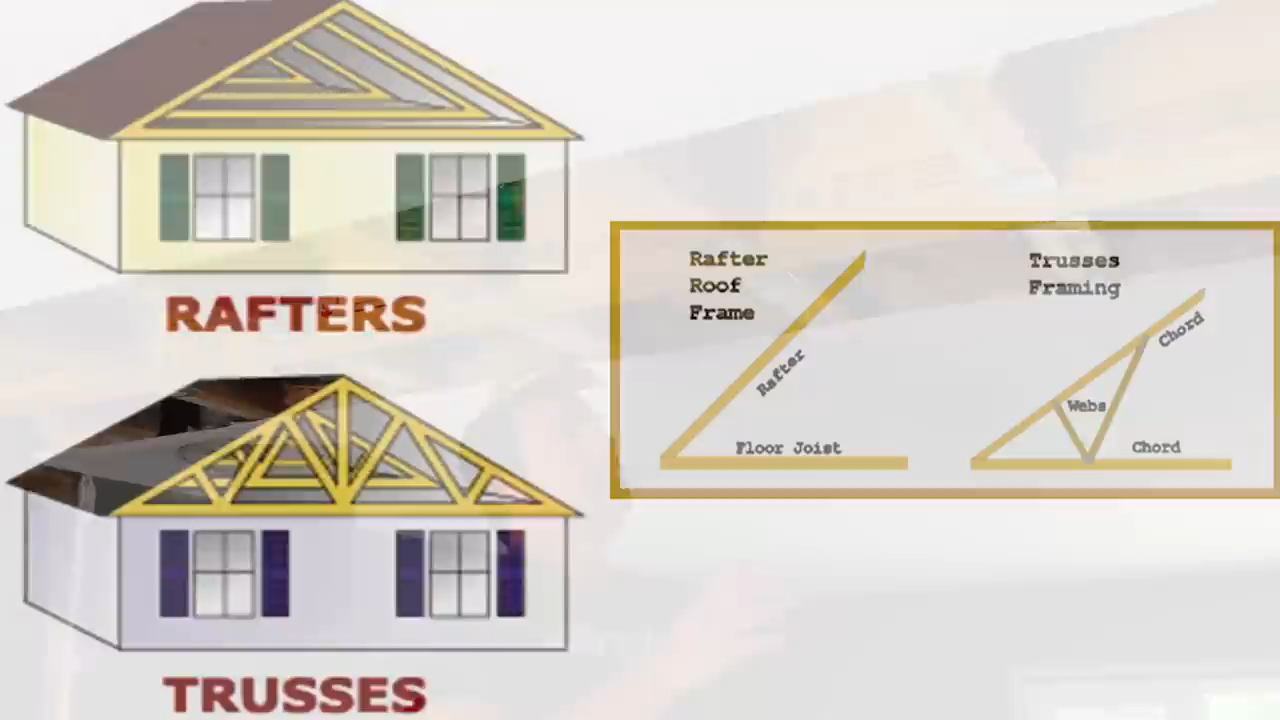 RAFTERS
TRUSSES
Rafter
Roof
Frame
Rafter
Floor Joist
Trusses
Framing
Chord
Webs
Chord